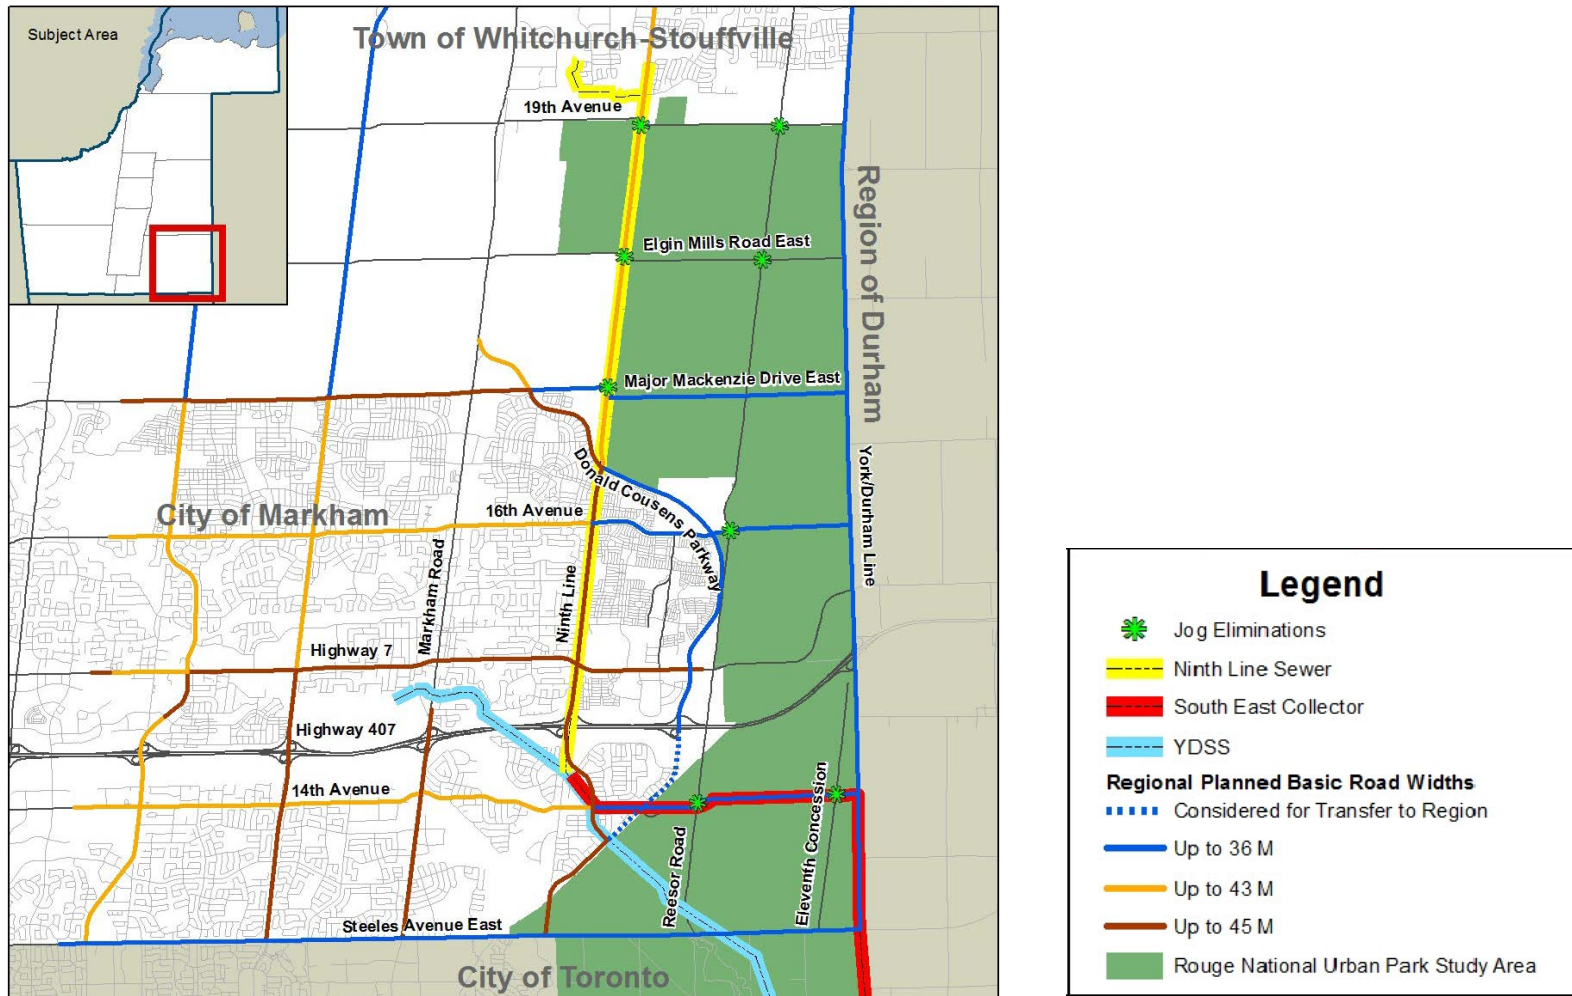 Subject Area
Town of Whitchurch-Stouffville
19th Avenue
Region of Durham
Elgin Mills Road East
Major Mackenzie Drive East
Donald Cousens Parkway
York/Durham Line
City of Markham
16th Avenue
Markham Road
Ninth Line
Highway 7
Highway 407
14th Avenue
Reesor Road
Eleventh Concession
Steeles Avenue East
City of Toronto
Legend
Jog Eliminations
Ninth Line Sewer
South East Collector
YDSS
Regional Planned Basic Road Widths
Considered for Transfer to Region
Up to 36 M
Up to 43 M
Up to 45 M
Rouge National Urban Park Study Area